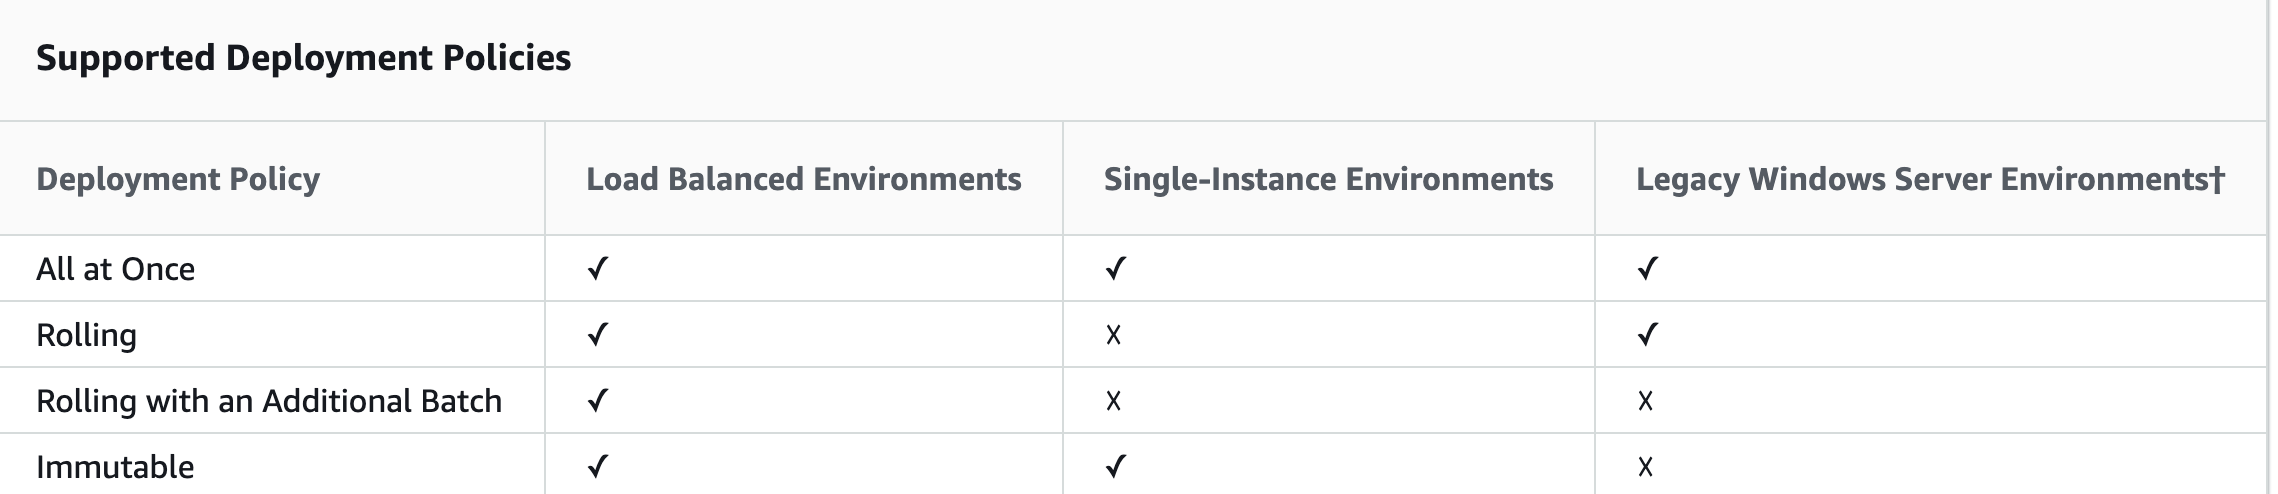 Supported Deployment Policies
Deployment Policy Load Balanced Environments Single-Instance Environments Legacy Windows Server Environments†
All at Once ✓ ✓ ✓
Rolling ✓ ☓ ✓
Rolling with an Additional Batch ✓ ☓ ☓
Immutable ✓ ✓ ☓